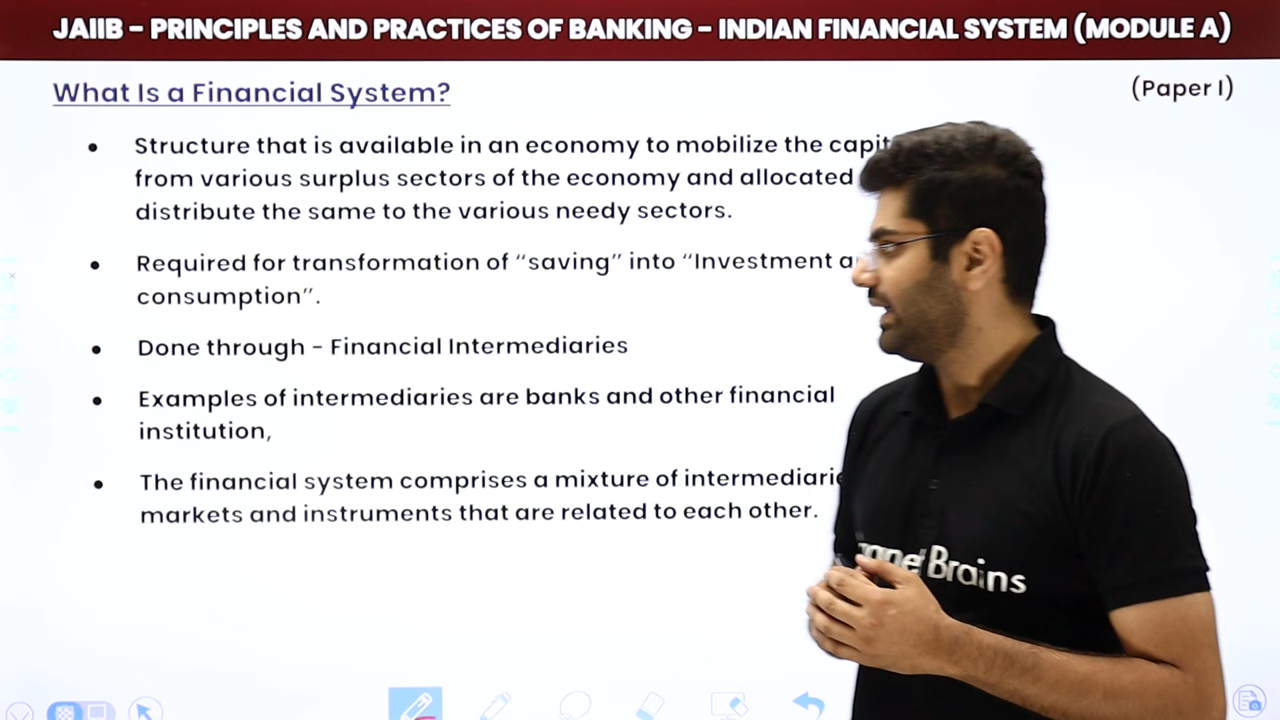 JAIIB – PRINCIPLES AND PRACTICES OF BANKING – INDIAN FINANCIAL SYSTEM (MODULE A)
What Is a Financial System?
(Paper I)
• Structure that is available in an economy to mobilize the
from various surplus sectors of the economy and allocated
distribute the same to the various needy sectors.
• Required for transformation of “saving” into “Investment
consumption”.
• Done through – Financial Intermediaries
• Examples of intermediaries are banks and other financial
institution,
• The financial system comprises a mixture of
markets and instruments that are related to each other.
Brains